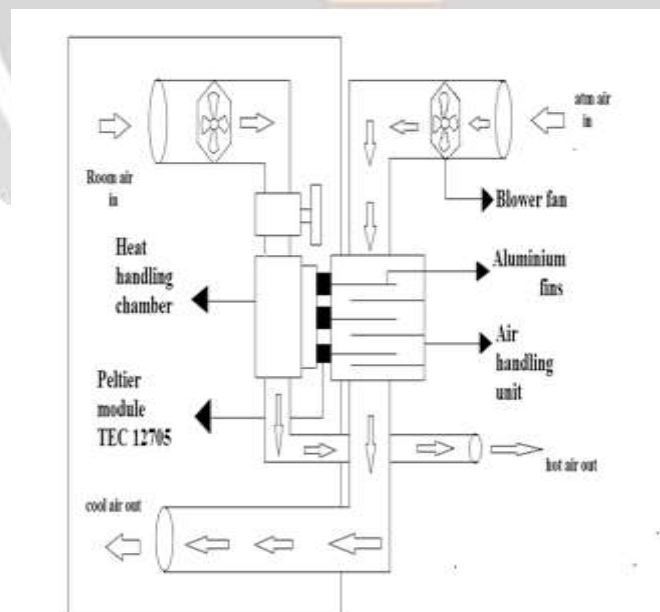 Room air
in
atm air
in
Blower fan
Heat
handling
chamber
Aluminium
fins
Air
handling
unit
Peltier
module
TEC 12705
hot air out
cool air out